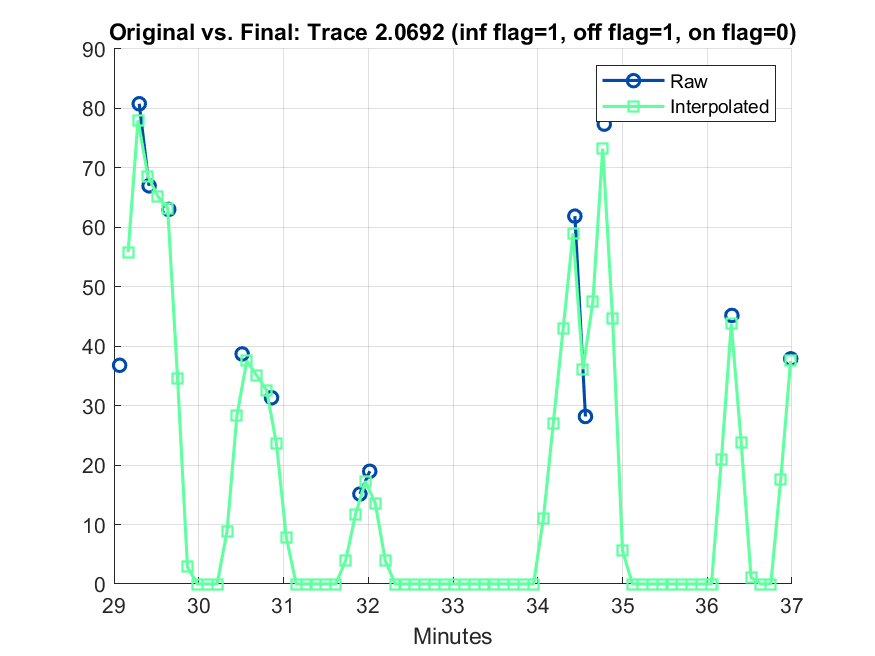 Original vs. Final: Trace 2.0692 (inf flag=1, off flag=1, on flag=0)
90
80
70
60
50
40
30
20
10
0
Raw
Interpolated
29 30 31 32 33 34 35 36 37
Minutes